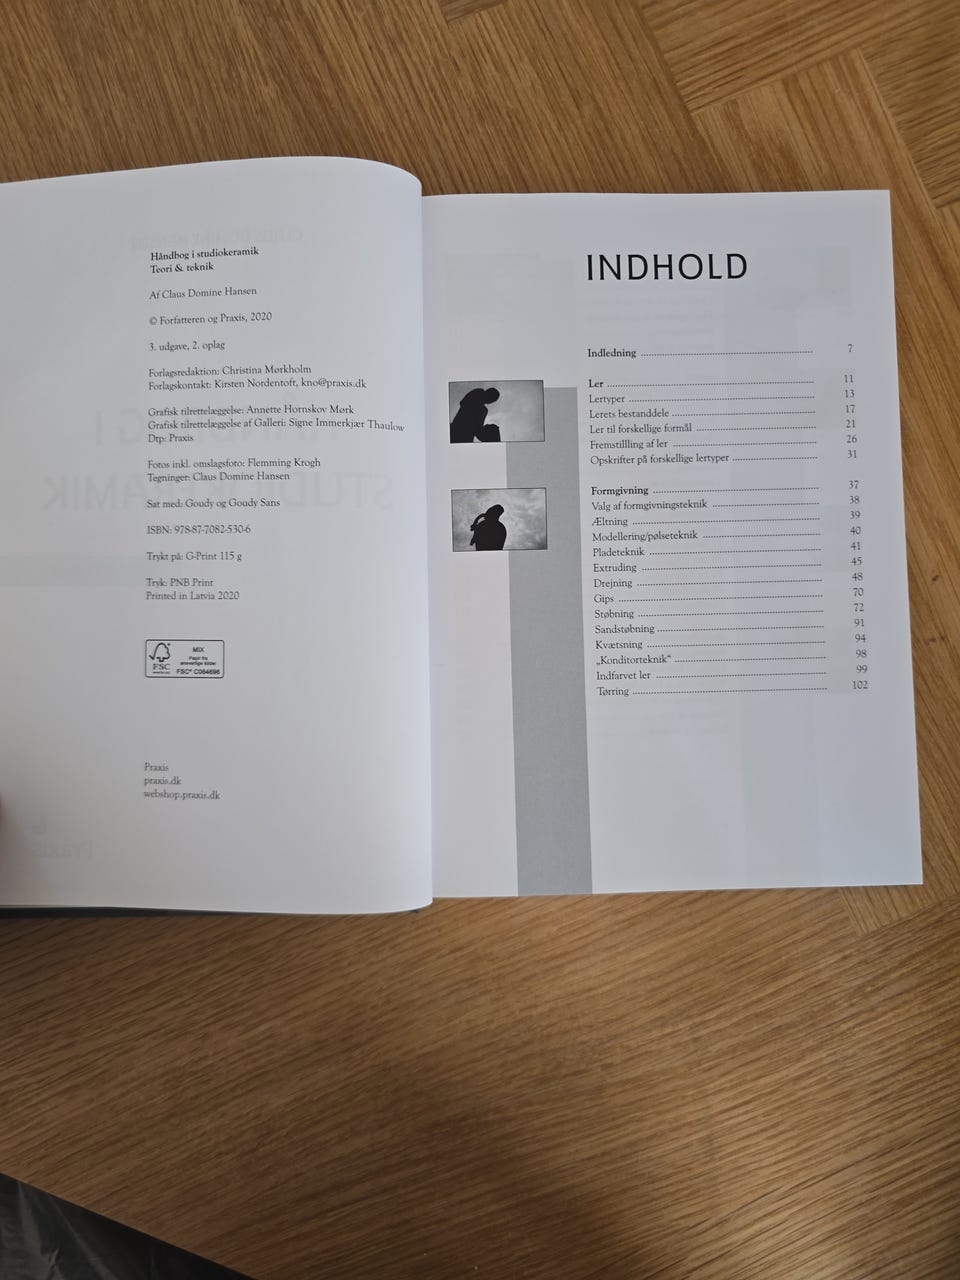 Håndbog i studiokeramik
Teori & teknik
Af Claus Domine Hansen
© Forfatteren og Praxis, 2020
3. udgave, 2. oplag
Forlagsredaktion: Christina Mørkholm
Forlagskontakt: Kirsten Nordentoft, kno@praxis.dk
Grafisk tilrettelæggelse: Annette Hornskov Mørk
Grafisk tilrettelæggelse af Galleri: Signe Immerkjær Thaulow
Dtp: Praxis
Fotos inkl. omslagsfoto: Flemming Krogh
Tegninger: Claus Domine Hansen
Sat med: Goudy og Goudy Sans
ISBN: 978-87-7082-530-6
Trykt på: G-Print 115 g
Tryk: PNB Print
Printed in Latvia 2020
FSC
MIX
Papir fra
ansvarlige kilder
FSC® C084696
Praxis
praxis.dk
webshop.praxis.dk
INDHOLD
Indledning 7
Ler 11
Lertyper 13
Lerets bestanddele 17
Ler til forskellige formål 21
Fremstillling af ler 26
Opskrifter på forskellige lertyper 31
Formgivning 37
Valg af formgivningsteknik 38
Æltning 39
Modellering/pølseteknik 40
Pladeteknik 41
Extruding 45
Drejning 48
Gips 70
Støbning 72
Sandstøbning 91
Kvætsning 94
„Konditorteknik“ 98
Indfarvet ler 99
Tørring 102